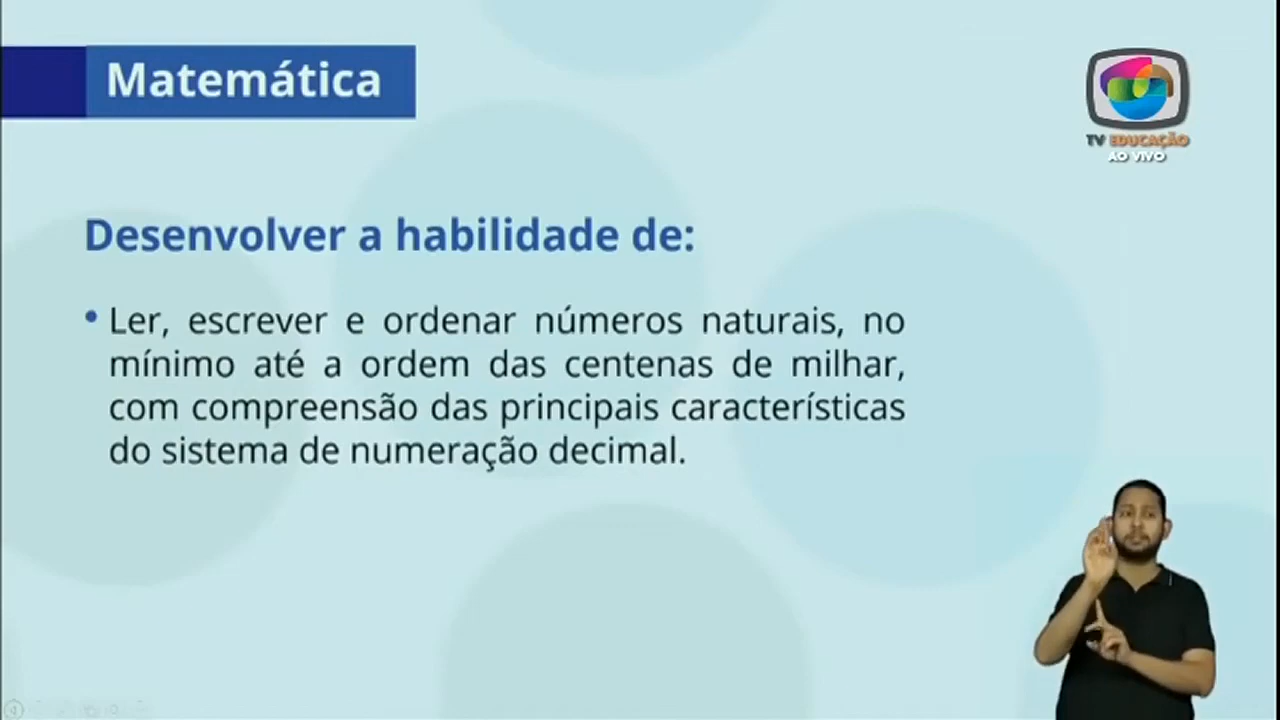 Matemática
TV EDUCAÇÃO
AO VIVO
Desenvolver a habilidade de:
• Ler, escrever e ordenar números naturais, no
mínimo até a ordem das centenas de milhar,
com compreensão das principais características
do sistema de numeração decimal.